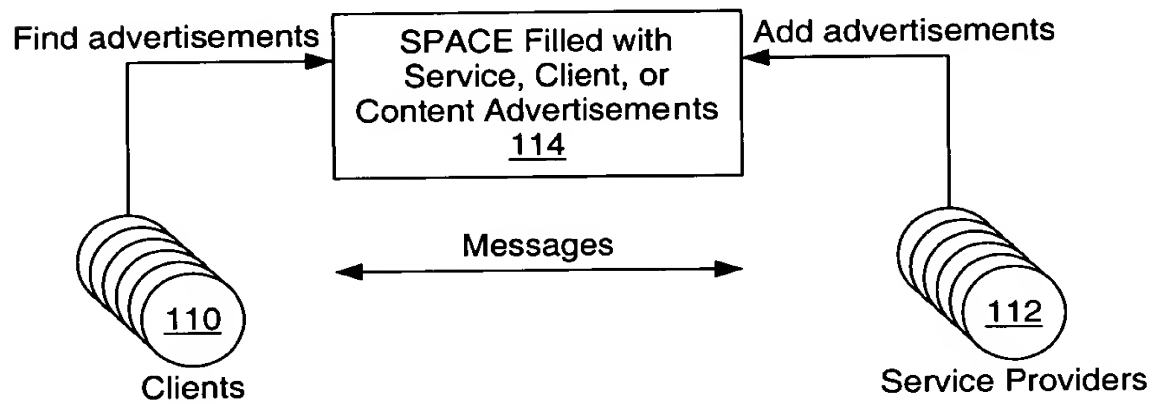 Find advertisements
SPACE Filled with
Service, Client, or
Content Advertisements
114
Add advertisements
Messages
110
Clients
112
Service Providers